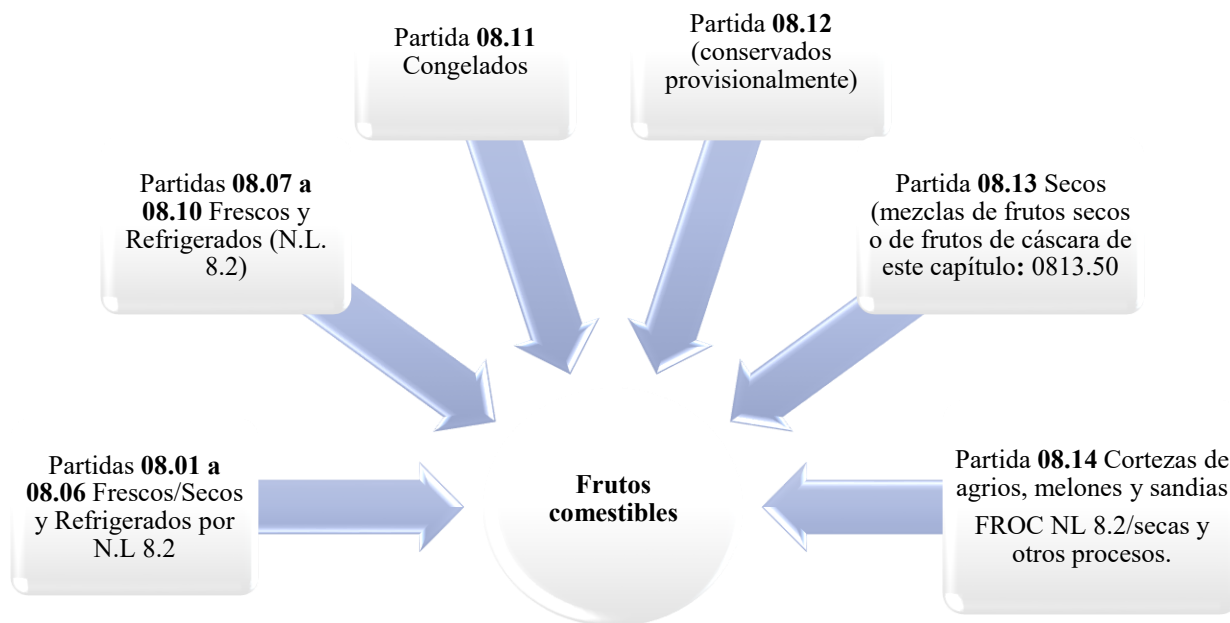 Partida 08.11
Congelados
Partida 08.12
(conservados
provisionalmente)
Partidas 08.07 a
08.10 Frescos y
Refrigerados (N.L.
8.2)
Partida 08.13 Secos
(mezclas de frutos secos
o de frutos de cáscara de
este capítulo: 0813.50
Partidas 08.01 a
08.06 Frescos/Secos
y Refrigerados por
N.L 8.2
Frutos
comestibles
Partida 08.14 Cortezas de
agrios, melones y sandias
FROC NL 8.2/secas y
otros procesos.